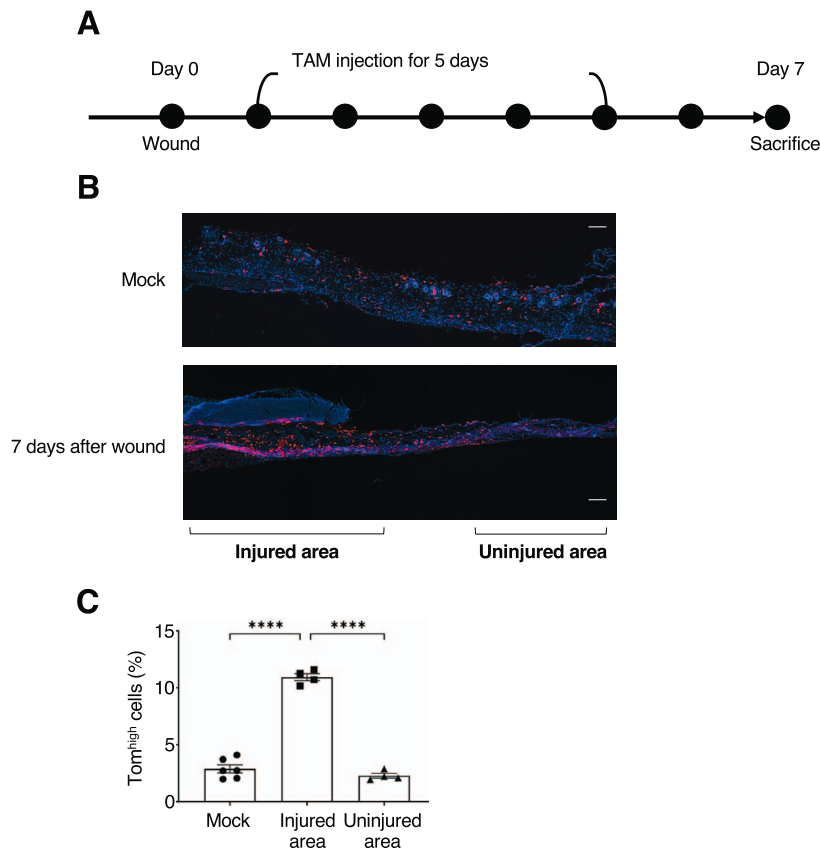 A
TAM injection for 5 days
Day 0
Day 7
Wound
Sacrifice
B
Mock
7 days after wound
Injured area
Uninjured area
C
**** ****
15
10
5
0
Tomhigh cells (%)
Mock
Injured area
Uninjured area